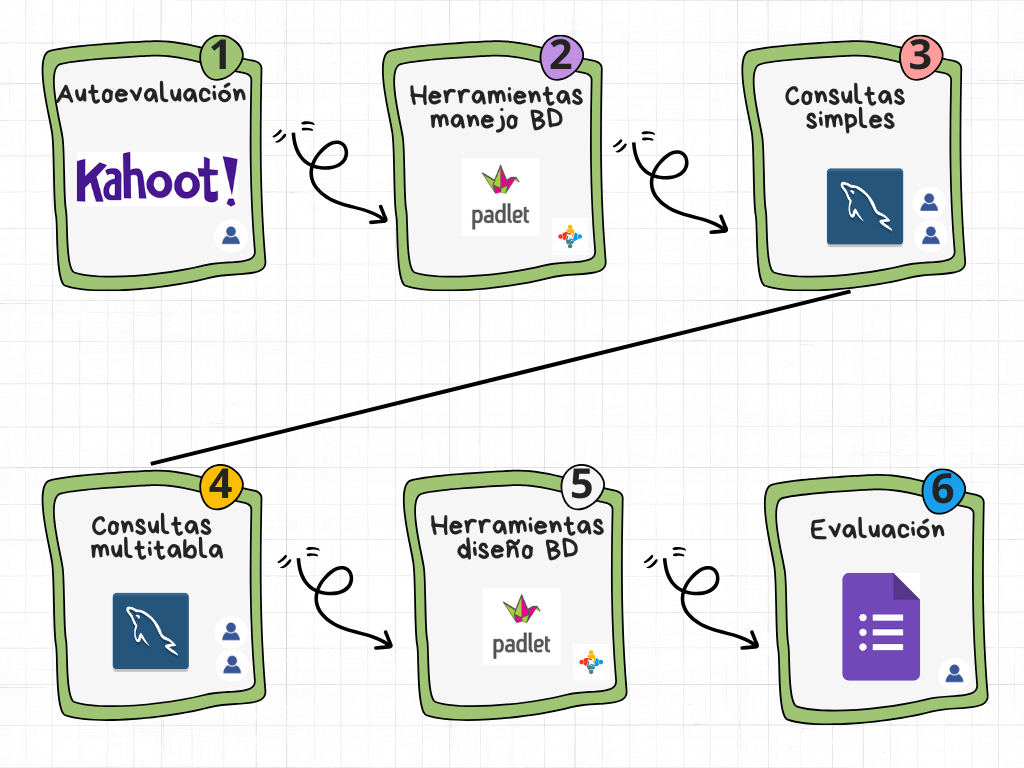 1
Autoevaluación
Kahoot!
2
Herramientas
manejo BD
padlet
3
Consultas
simples
4
Consultas
multitabla
5
Herramientas
diseño BD
padlet
6
Evaluación